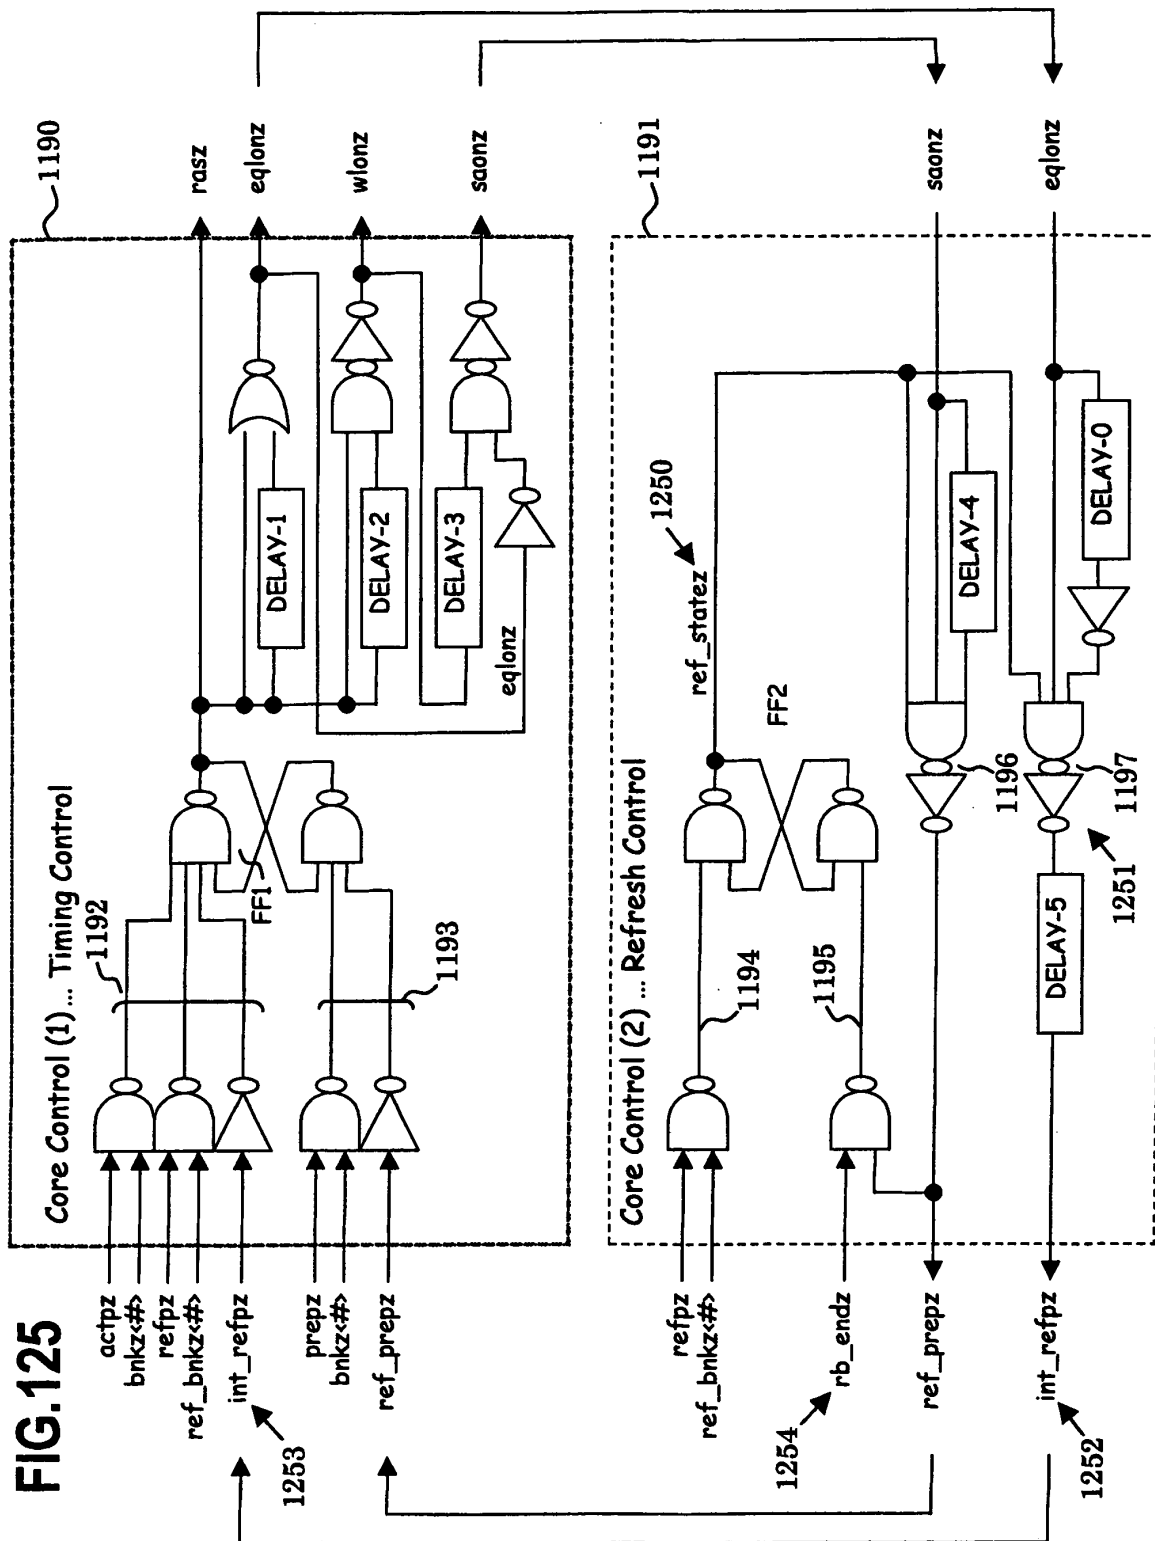 FIG.125
Core Control (1) ... Timing Control
1190
actpz
bnkz<#>
refpz
ref_bnkz<#>
int_refpz
1253
prepz
bnkz<#>
ref_prepz
1192
1193
FF1
DELAY-1
DELAY-2
DELAY-3
eqlonz
rasz
eqlonz
wlonz
saonz
Core Control (2) ... Refresh Control
1191
refpz
ref_bnkz<#>
rb_endz
1254
ref_prepz
int_refpz
1252
1194
1195
FF2
ref_statez
1250
DELAY-4
DELAY-0
1196
1197
1251
DELAY-5
saonz
eqlonz